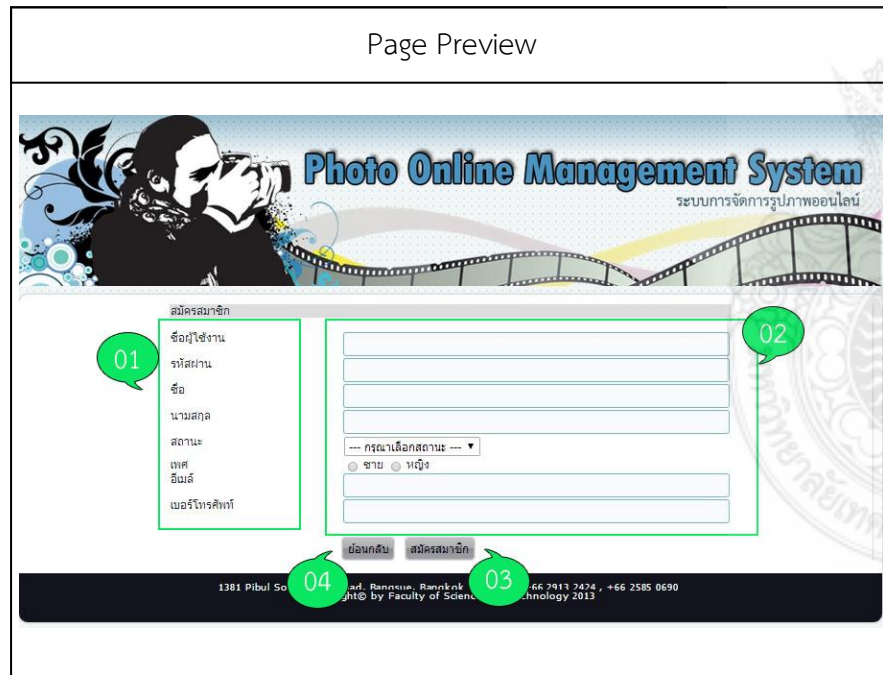 Page Preview
Photo Online Management System
ระบบการจัดการรูปภาพออนไลน์
สมัครสมาชิก
01
02
ชื่อผู้ใช้งาน
รหัสผ่าน
ชื่อ
นามสกุล
สถานะ
--- กรุณาเลือกสถานะ ---
เพศ
ชาย หญิง
อีเมล์
เบอร์โทรศัพท์
ย้อนกลับ สมัครสมาชิก
04
03
1381 Pibul So ad, Bangsue, Bangkok +66 2913 2424 , +66 2585 0690
ght© by Faculty of Scien hnology 2013